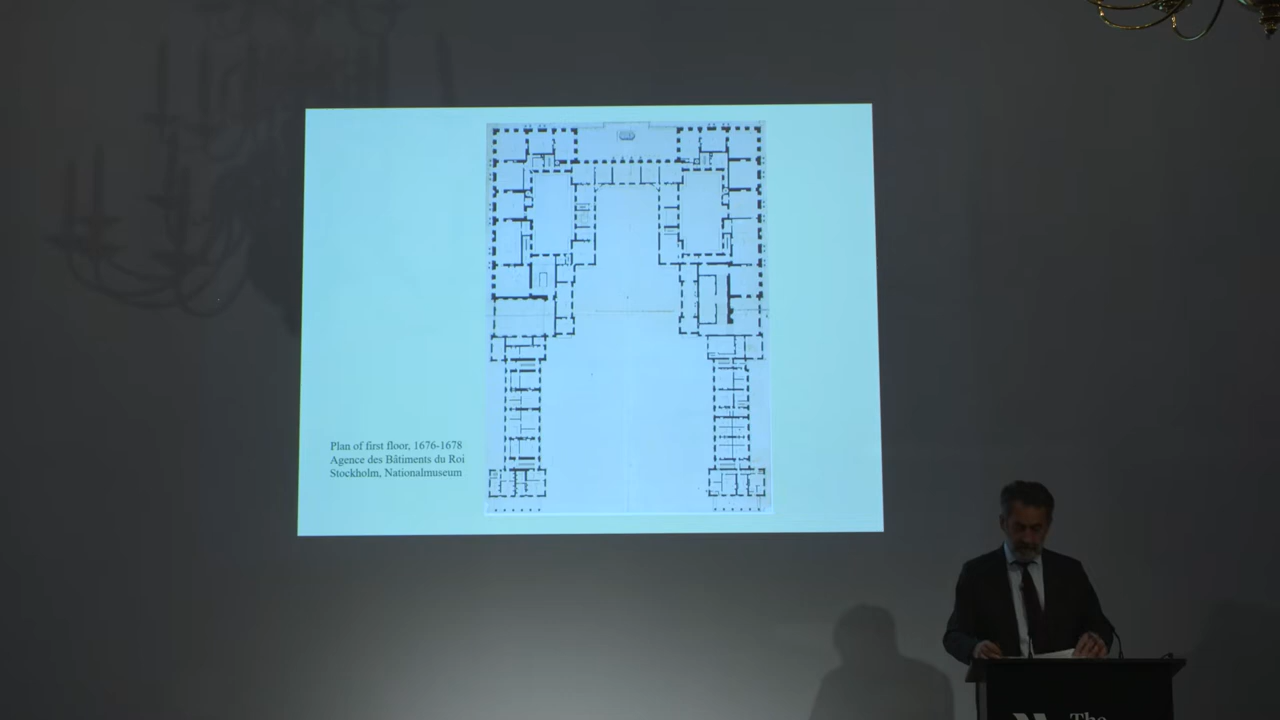 Plan of first floor, 1676-1678
Agence des Bâtiments du Roi
Stockholm, Nationalmuseum
The